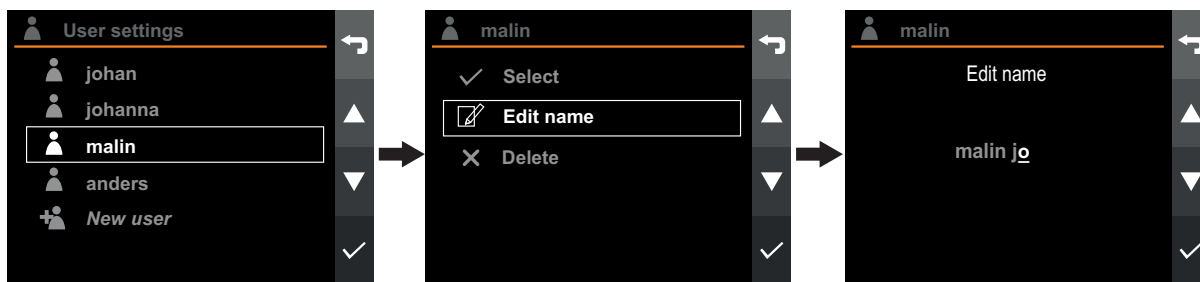 User settings
johan
johanna
malin
anders
New user
malin
Select
Edit name
Delete
malin
Edit name
malin jo